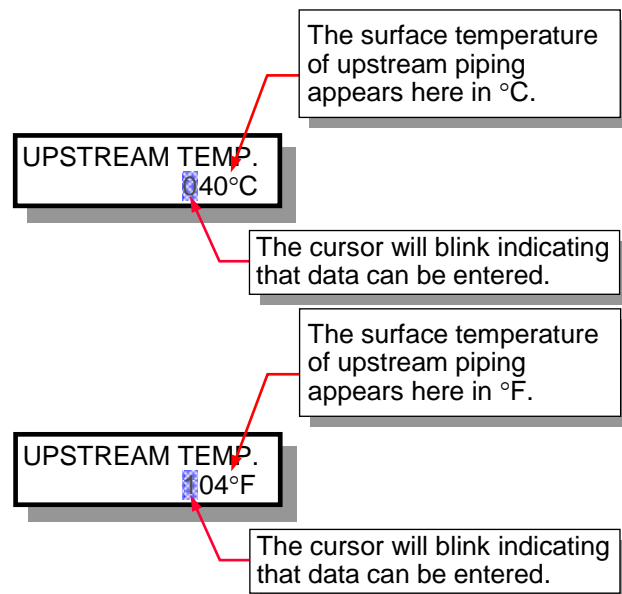 The surface temperature
of upstream piping
appears here in °C.
UPSTREAM TEMP.
040°C
The cursor will blink indicating
that data can be entered.
The surface temperature
of upstream piping
appears here in °F.
UPSTREAM TEMP.
104°F
The cursor will blink indicating
that data can be entered.